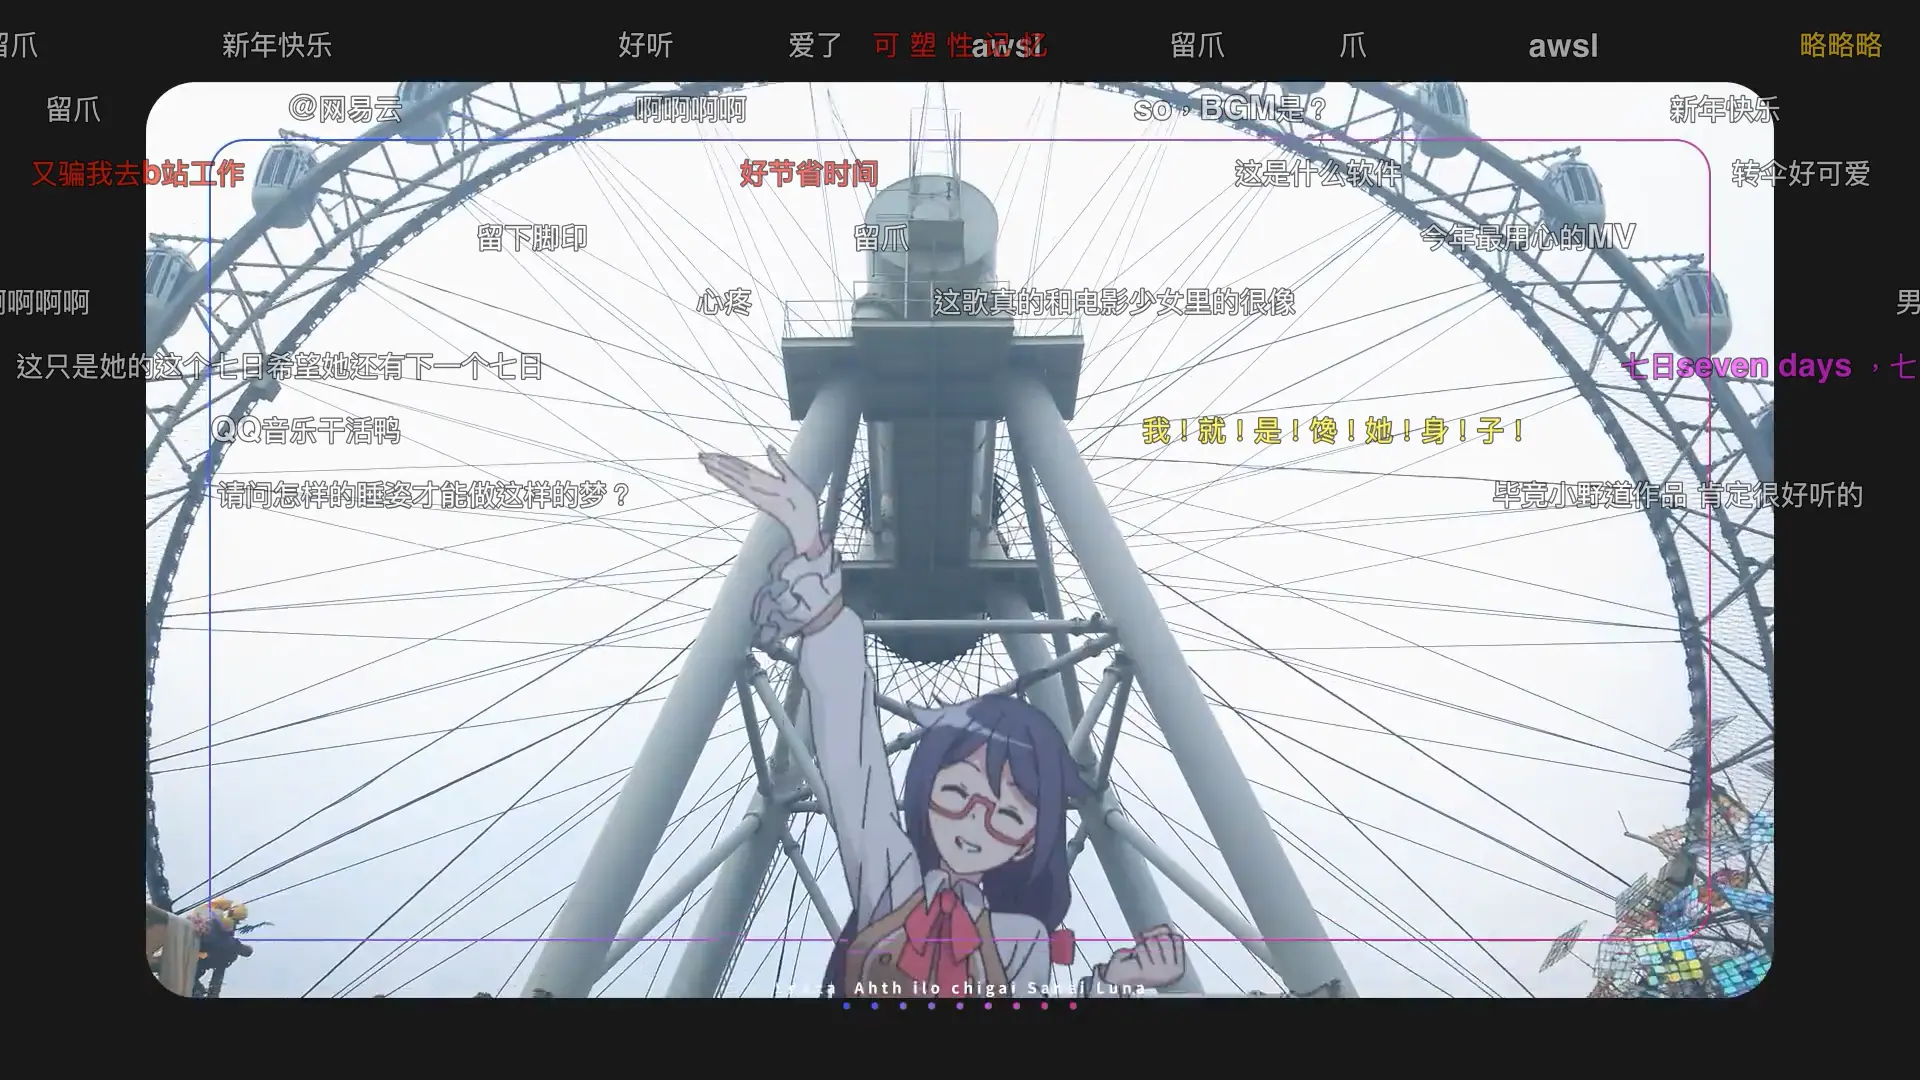 留爪 新年快乐 好听 爱了 可塑性记忆 awsl 留爪 爪 awsl 略略略
留爪 @网易云 啊啊啊啊 so，BGM是？ 新年快乐
又骗我去b站工作 好节省时间 这是什么软件 转伞好可爱
留下脚印 留爪 今年最用心的MV
啊啊啊 心疼 这歌真的和电影少女里的很像 男
这只是她的这个七日希望她还有下一个七日 七日seven days ，七
QQ音乐干活鸭 我！就！是！馋！她！身！子！
请问怎样的睡姿才能做这样的梦？ 毕竟小野道作品 肯定很好听的
Ahth ilo chigai Sansi Luna